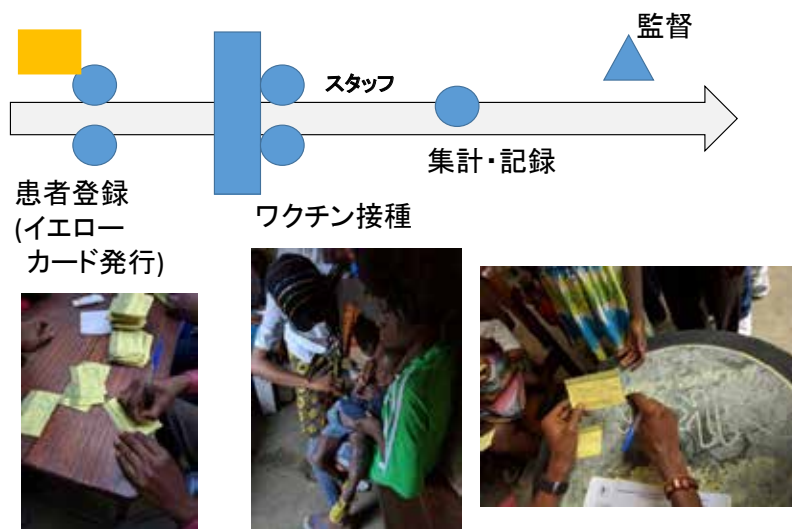 監督
スタッフ
集計・記録
患者登録
(イエロー
カード発行)
ワクチン接種